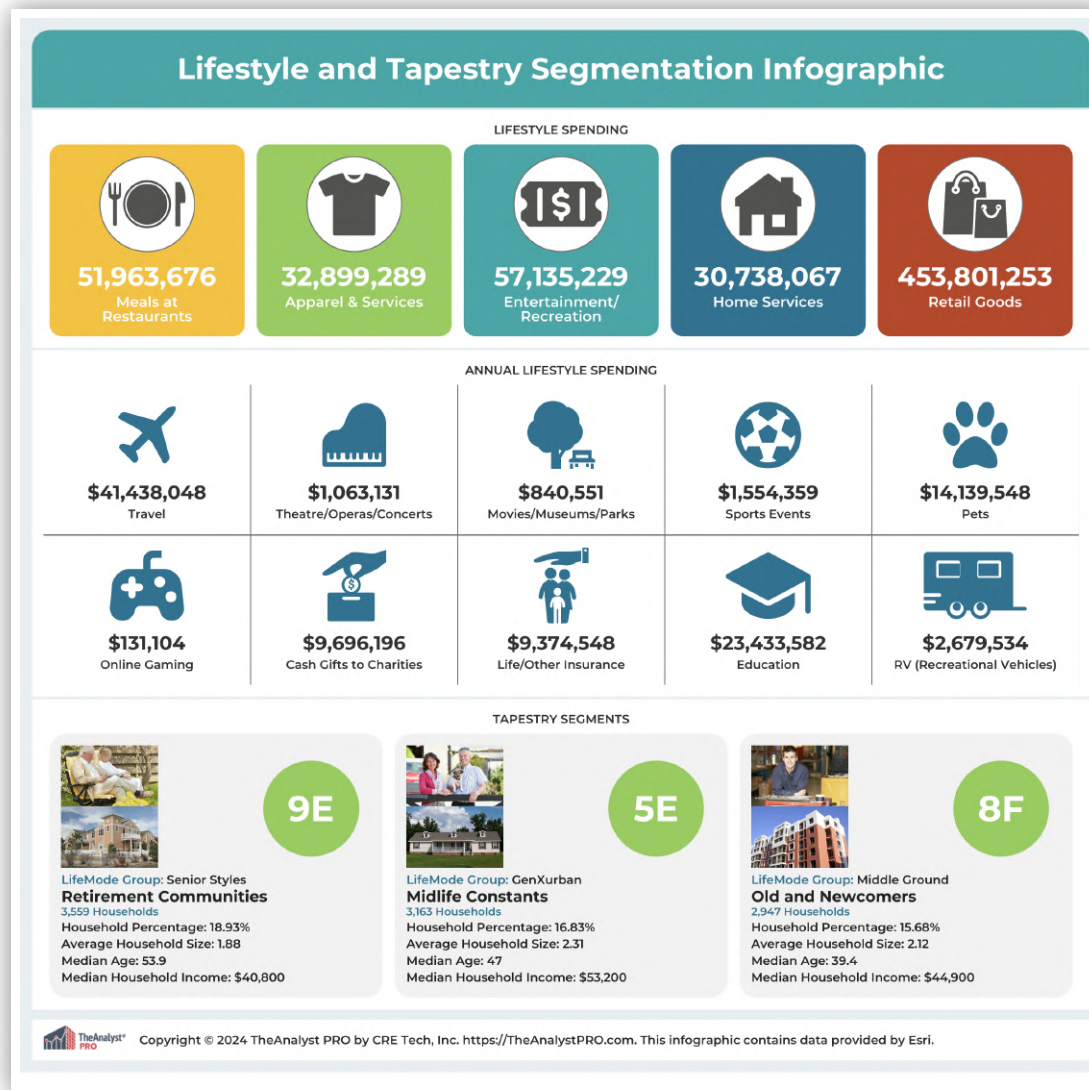 Lifestyle and Tapestry Segmentation Infographic
LIFESTYLE SPENDING
51,963,676
Meals at
Restaurants
32,899,289
Apparel & Services
57,135,229
Entertainment/
Recreation
30,738,067
Home Services
453,801,253
Retail Goods
ANNUAL LIFESTYLE SPENDING
$41,438,048
Travel
$1,063,131
Theatre/Operas/Concerts
$840,551
Movies/Museums/Parks
$1,554,359
Sports Events
$14,139,548
Pets
$131,104
Online Gaming
$9,696,196
Cash Gifts to Charities
$9,374,548
Life/Other Insurance
$23,433,582
Education
$2,679,534
RV (Recreational Vehicles)
TAPESTRY SEGMENTS
9E
LifeMode Group: Senior Styles
Retirement Communities
3,559 Households
Household Percentage: 18.93%
Average Household Size: 1.88
Median Age: 53.9
Median Household Income: $40,800
5E
LifeMode Group: GenXurban
Midlife Constants
3,163 Households
Household Percentage: 16.83%
Average Household Size: 2.31
Median Age: 47
Median Household Income: $53,200
8F
LifeMode Group: Middle Ground
Old and Newcomers
2,947 Households
Household Percentage: 15.68%
Average Household Size: 2.12
Median Age: 39.4
Median Household Income: $44,900
TheAnalyst®
PRO
Copyright © 2024 TheAnalyst PRO by CRE Tech, Inc. https://TheAnalystPRO.com. This infographic contains data provided by Esri.